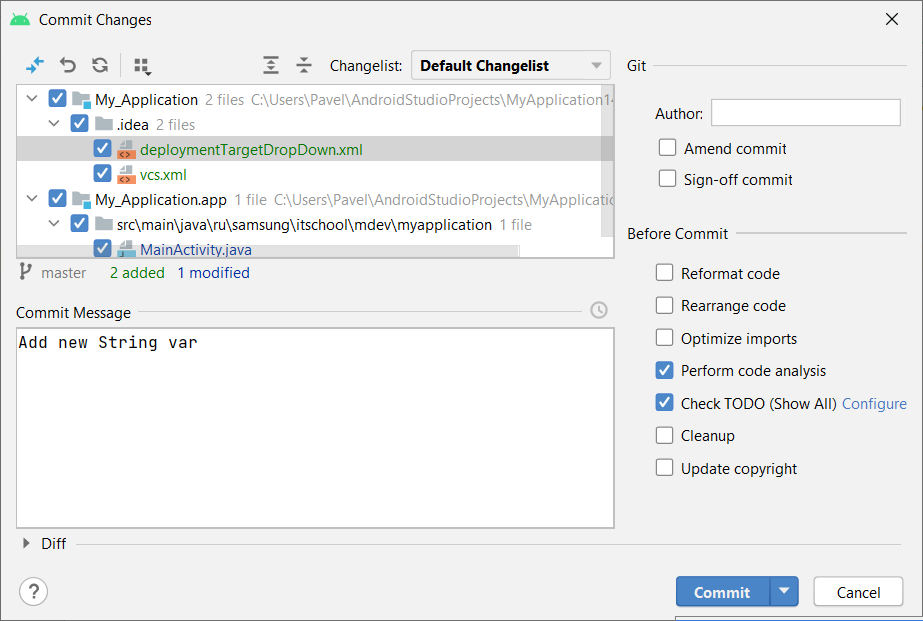 Commit Changes
Changelist: Default Changelist
My_Application 2 files C:\Users\Pavel\AndroidStudioProjects\MyApplication14
.idea 2 files
deploymentTargetDropDown.xml
vcs.xml
My_Application.app 1 file C:\Users\Pavel\AndroidStudioProjects\MyApplicatio
src\main\java\ru\samsung\itschool\mdev\myapplication 1 file
MainActivity.java
master 2 added 1 modified
Commit Message
Add new String var
Diff
?
Git
Author:
Amend commit
Sign-off commit
Before Commit
Reformat code
Rearrange code
Optimize imports
Perform code analysis
Check TODO (Show All) Configure
Cleanup
Update copyright
Commit
Cancel